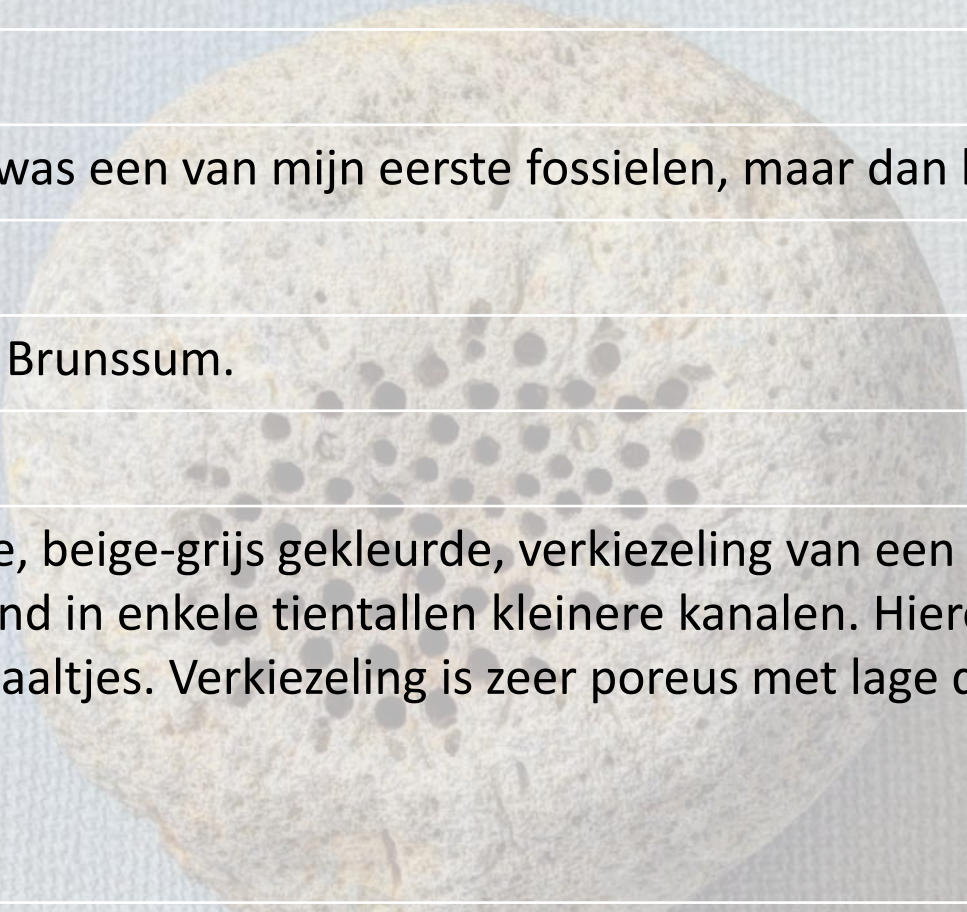 was een van mijn eerste fossielen, maar dan
Brunssum.
e, beige-grijs gekleurde, verkiezeling van een
nd in enkele tientallen kleinere kanalen. Hier
aaltjes. Verkiezeling is zeer poreus met lage